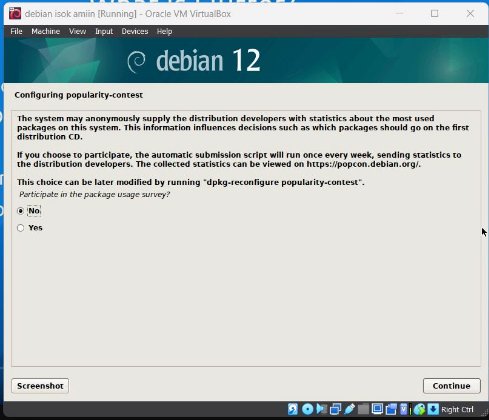 debian isok amiin [Running] - Oracle VM VirtualBox
File Machine View Input Devices Help
debian 12
Configuring popularity-contest
The system may anonymously supply the distribution developers with statistics about the most used
packages on this system. This information influences decisions such as which packages should go on the first
distribution CD.
If you choose to participate, the automatic submission script will run once every week, sending statistics to
the distribution developers. The collected statistics can be viewed on https://popcon.debian.org/.
This choice can be later modified by running "dpkg-reconfigure popularity-contest".
Participate in the package usage survey?
No
Yes
Screenshot
Continue
Right Ctrl